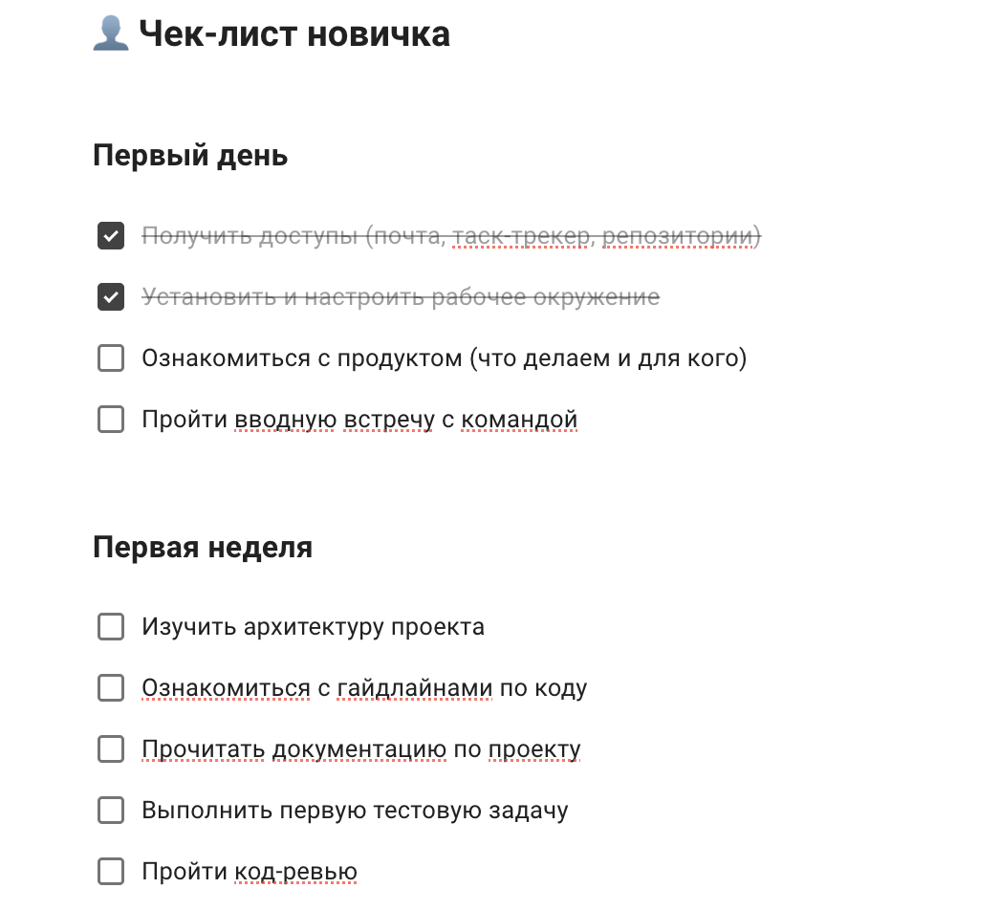 Чек-лист новичка
Первый день
Получить доступы (почта, таск-трекер, репозитории)
Установить и настроить рабочее окружение
Ознакомиться с продуктом (что делаем и для кого)
Пройти вводную встречу с командой
Первая неделя
Изучить архитектуру проекта
Ознакомиться с гайдлайнами по коду
Прочитать документацию по проекту
Выполнить первую тестовую задачу
Пройти код-ревью